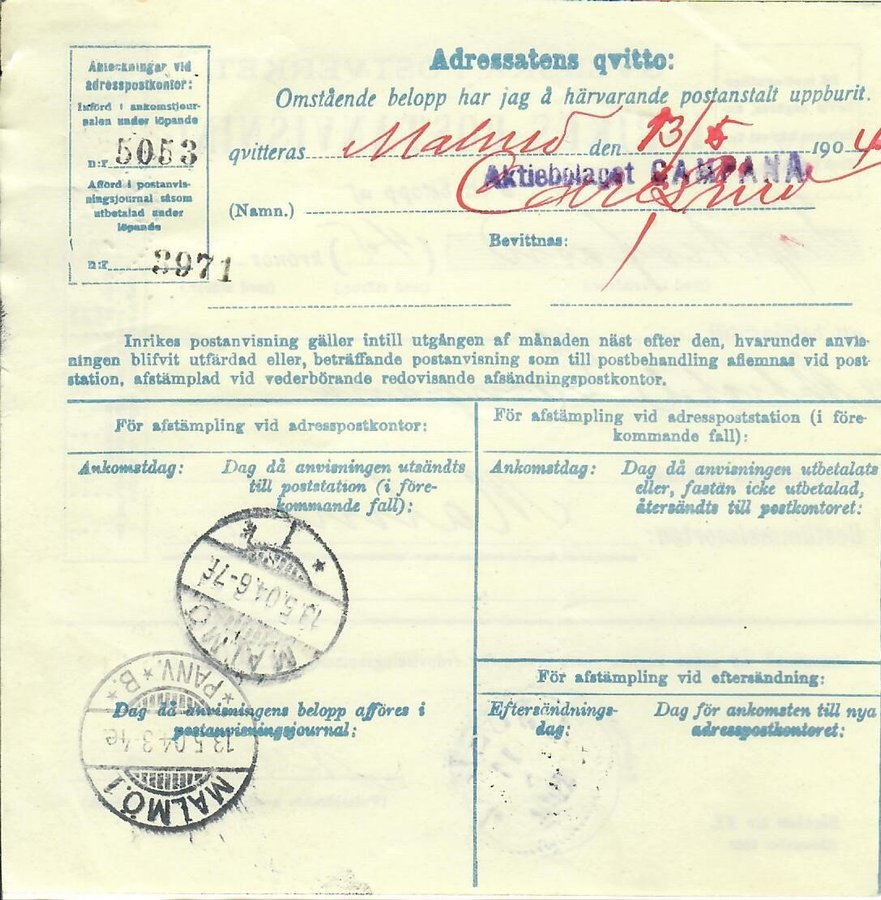 Anteckningar vid
adresspostkontor:
Införd i ankomstjour-
nalen under löpande
n:r 5053
Afförd i postanvis-
ningsjournal såsom
utbetalad under
löpande
n:r 3971
Adressatens qvitto:
Omstående belopp har jag å härvarande postanstalt uppburit.
qvitteras Malmö den 13/5 1904
Aktiebolaget CAMPANA
(Namn.)
Bevittnas:
Inrikes postanvisning gäller intill utgången af månaden näst efter den, hvarunder anvis-
ningen blifvit utfärdad eller, beträffande postanvisning som till postbehandling aflemnas vid post-
station, afstämplad vid vederbörande redovisande afsändningspostkontor.
För afstämpling vid adresspostkontor:
Ankomstdag:
Dag då anvisningen utsändts
till poststation (i före-
kommande fall):
För afstämpling vid adresspoststation (i före-
kommande fall):
Ankomstdag:
Dag då anvisningen utbetalats
eller, fastän icke utbetalad,
återsändts till postkontoret:
1
13.5.04.6-7E
MALMÖ
★PANV.★B★
13.5.04.3-4e
MALMÖ.1
Dag då anvisningens belopp afföres i
postanvisningsjournal:
För afstämpling vid eftersändning:
Eftersändnings-
dag:
Dag för ankomsten till nya
adresspostkontoret: